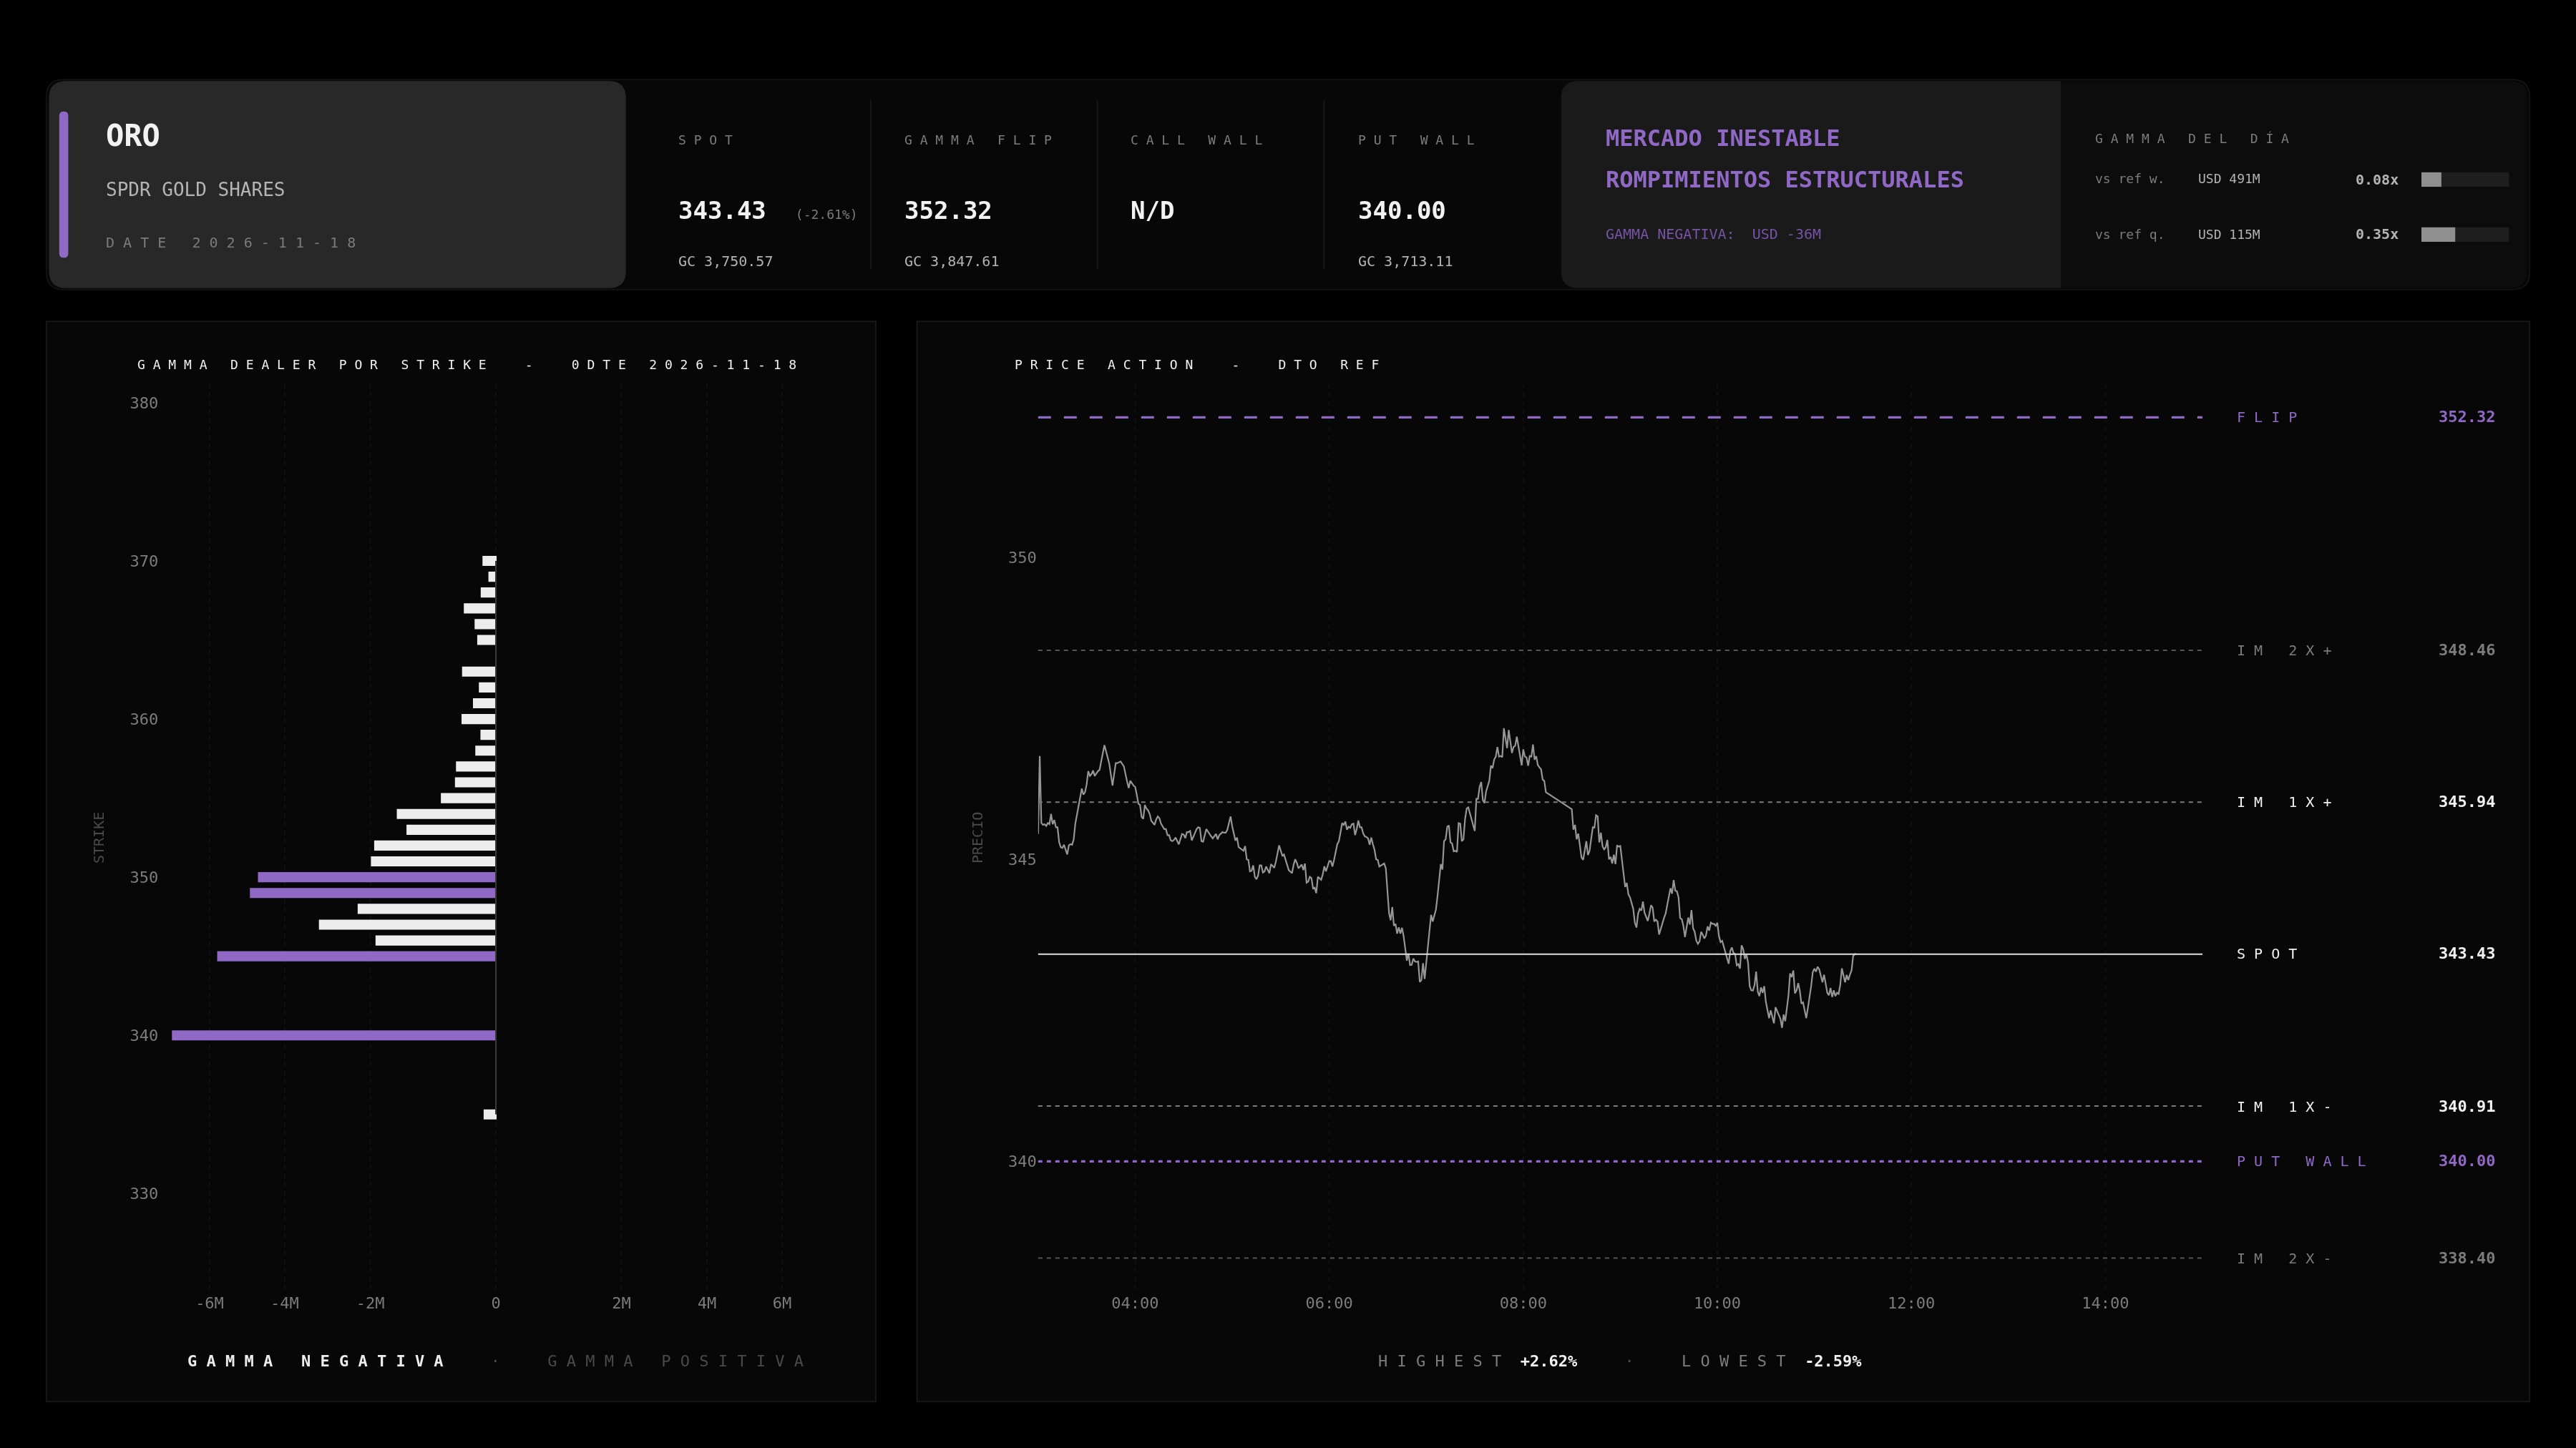 ORO
SPDR GOLD SHARES
DATE 2026-11-18
SPOT
343.43 (-2.61%)
GC 3,750.57
GAMMA FLIP
352.32
GC 3,847.61
CALL WALL
N/D
PUT WALL
340.00
GC 3,713.11
MERCADO INESTABLE
ROMPIMIENTOS ESTRUCTURALES
GAMMA NEGATIVA: USD -36M
GAMMA DEL DÍA
vs ref w. USD 491M 0.08x
vs ref q. USD 115M 0.35x
GAMMA DEALER POR STRIKE - 0DTE 2026-11-18
380
370
360
350
340
330
STRIKE
-6M -4M -2M 0 2M 4M 6M
GAMMA NEGATIVA · GAMMA POSITIVA
PRICE ACTION - DTO REF
350
345
340
PRECIO
FLIP 352.32
IM 2X+ 348.46
IM 1X+ 345.94
SPOT 343.43
IM 1X- 340.91
PUT WALL 340.00
IM 2X- 338.40
04:00 06:00 08:00 10:00 12:00 14:00
HIGHEST +2.62% · LOWEST -2.59%